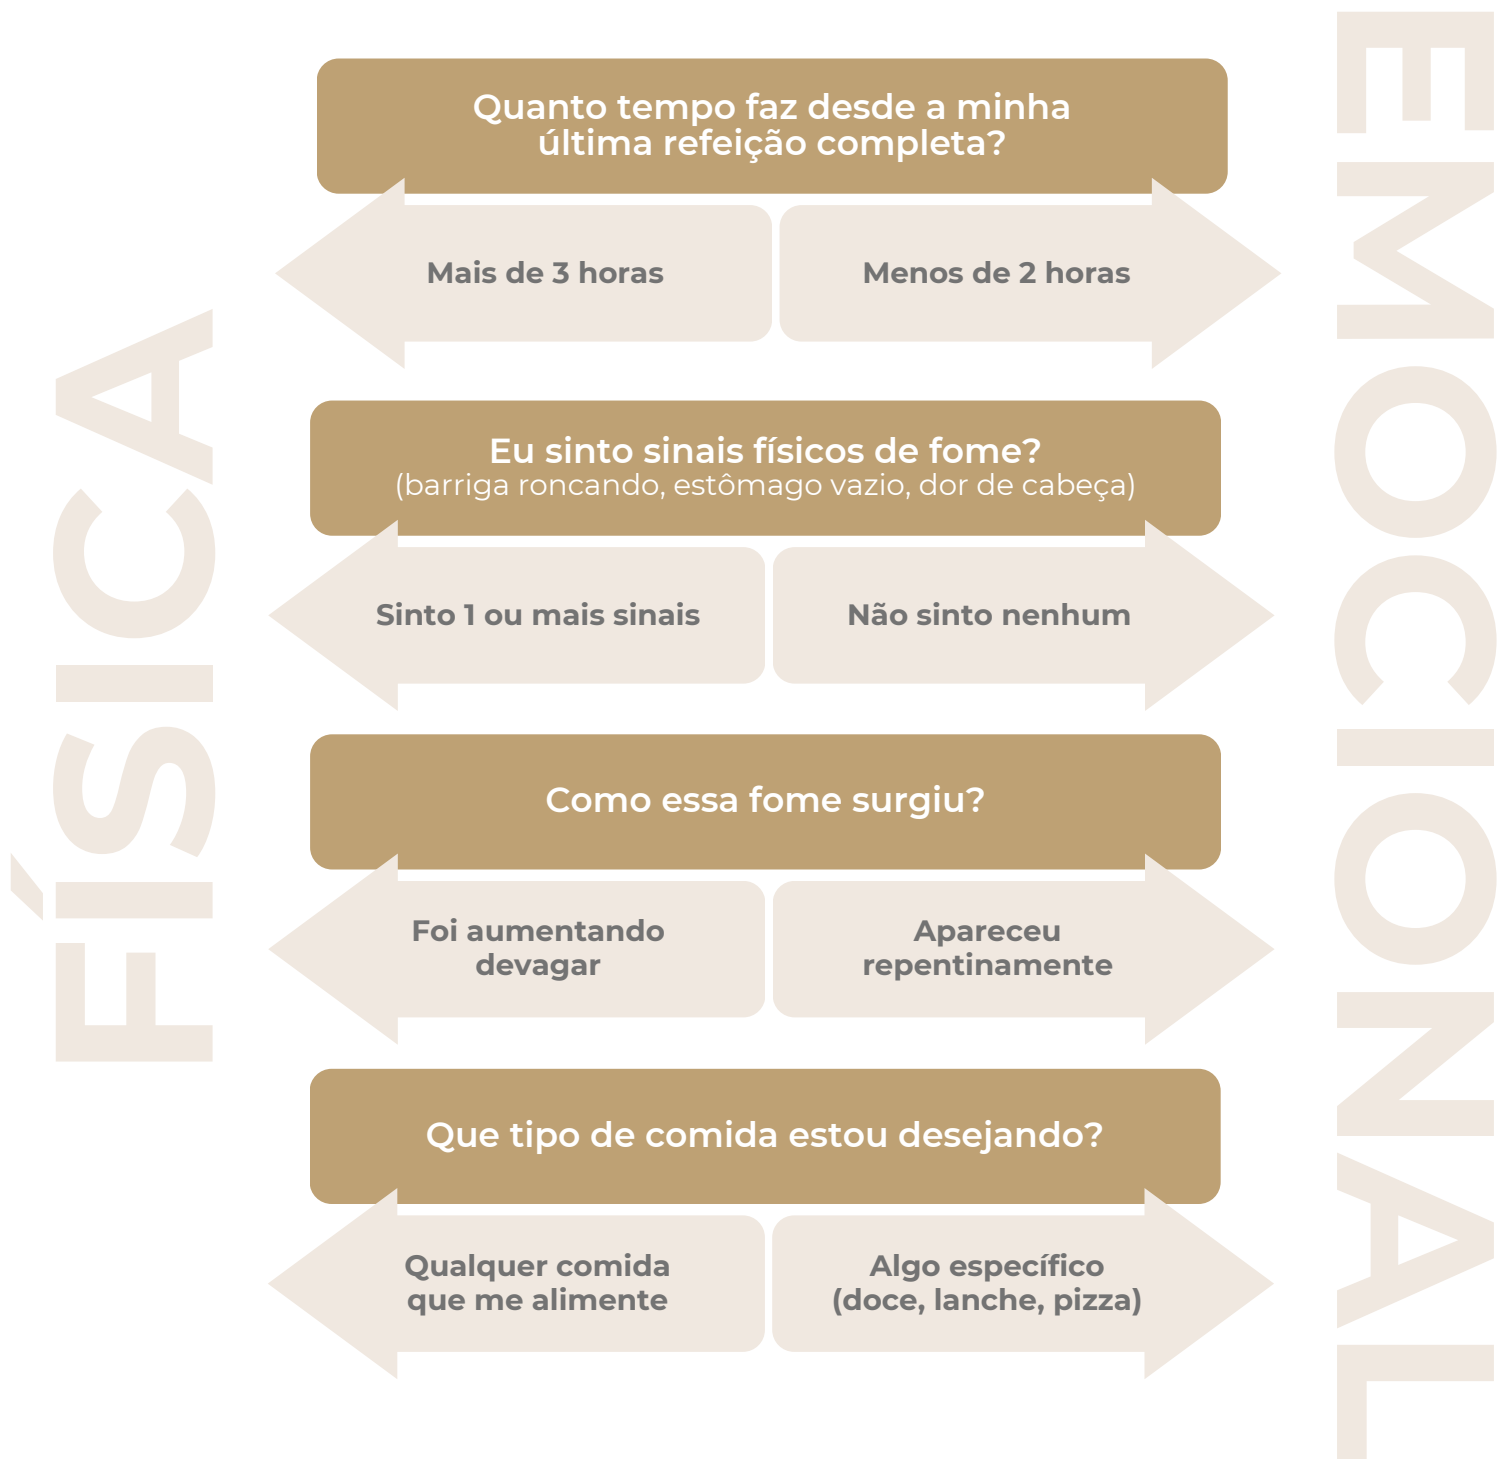 FÍSICA
EMOCIONAL
Quanto tempo faz desde a minha
última refeição completa?
Mais de 3 horas
Menos de 2 horas
Eu sinto sinais físicos de fome?
(barriga roncando, estômago vazio, dor de cabeça)
Sinto 1 ou mais sinais
Não sinto nenhum
Como essa fome surgiu?
Foi aumentando
devagar
Apareceu
repentinamente
Que tipo de comida estou desejando?
Qualquer comida
que me alimente
Algo específico
(doce, lanche, pizza)